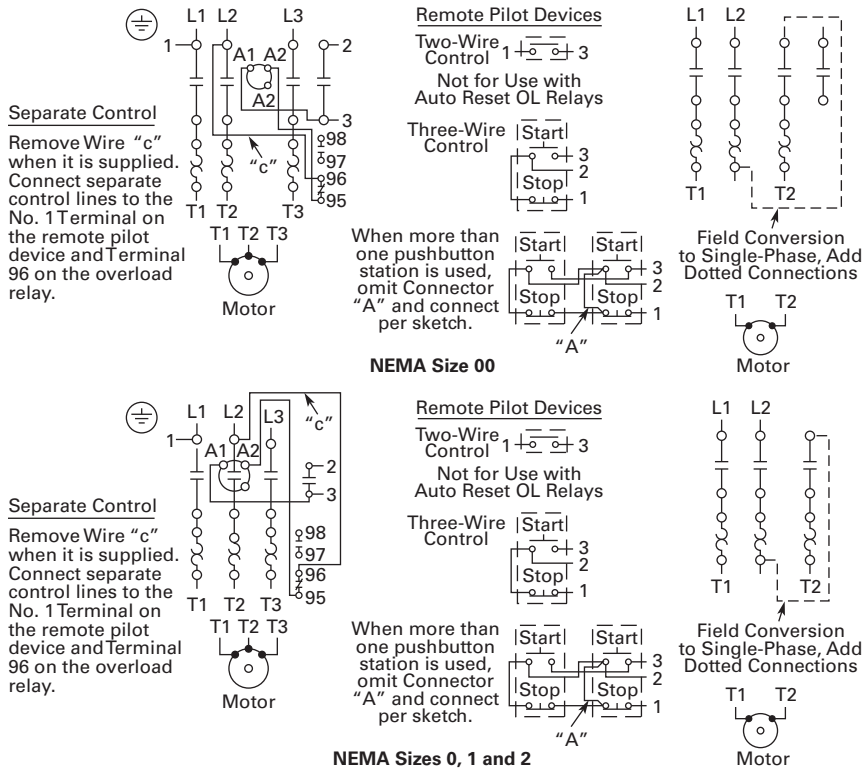 L1 L2 L3
1
2
A1 A2
A2
3
"c"
98
97
96
95
T1 T2 T3
T1 T2 T3
Motor
Separate Control
Remove Wire "c"
when it is supplied.
Connect separate
control lines to the
No. 1 Terminal on
the remote pilot
device and Terminal
96 on the overload
relay.
Remote Pilot Devices
Two-Wire
Control
1 3
Not for Use with
Auto Reset OL Relays
Three-Wire
Control
Start
3
2
Stop
1
When more than
one pushbutton
station is used,
omit Connector
"A" and connect
per sketch.
Start Start
3
2
Stop Stop
1
"A"
L1 L2
T1 T2
Field Conversion
to Single-Phase, Add
Dotted Connections
T1 T2
Motor
NEMA Size 00
L1 L2 L3
"c"
1
A1 A2
2
3
98
97
96
95
T1 T2 T3
T1 T2 T3
Motor
Separate Control
Remove Wire "c"
when it is supplied.
Connect separate
control lines to the
No. 1 Terminal on
the remote pilot
device and Terminal
96 on the overload
relay.
Remote Pilot Devices
Two-Wire
Control
1 3
Not for Use with
Auto Reset OL Relays
Three-Wire
Control
Start
3
2
Stop
1
When more than
one pushbutton
station is used,
omit Connector
"A" and connect
per sketch.
Start Start
3
2
Stop Stop
1
"A"
L1 L2
T1 T2
Field Conversion
to Single-Phase, Add
Dotted Connections
T1 T2
Motor
NEMA Sizes 0, 1 and 2